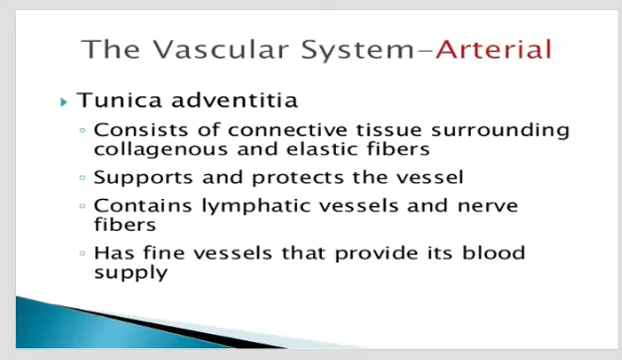 The Vascular System–Arterial
Tunica adventitia
Consists of connective tissue surrounding
collagenous and elastic fibers
Supports and protects the vessel
Contains lymphatic vessels and nerve
fibers
Has fine vessels that provide its blood
supply